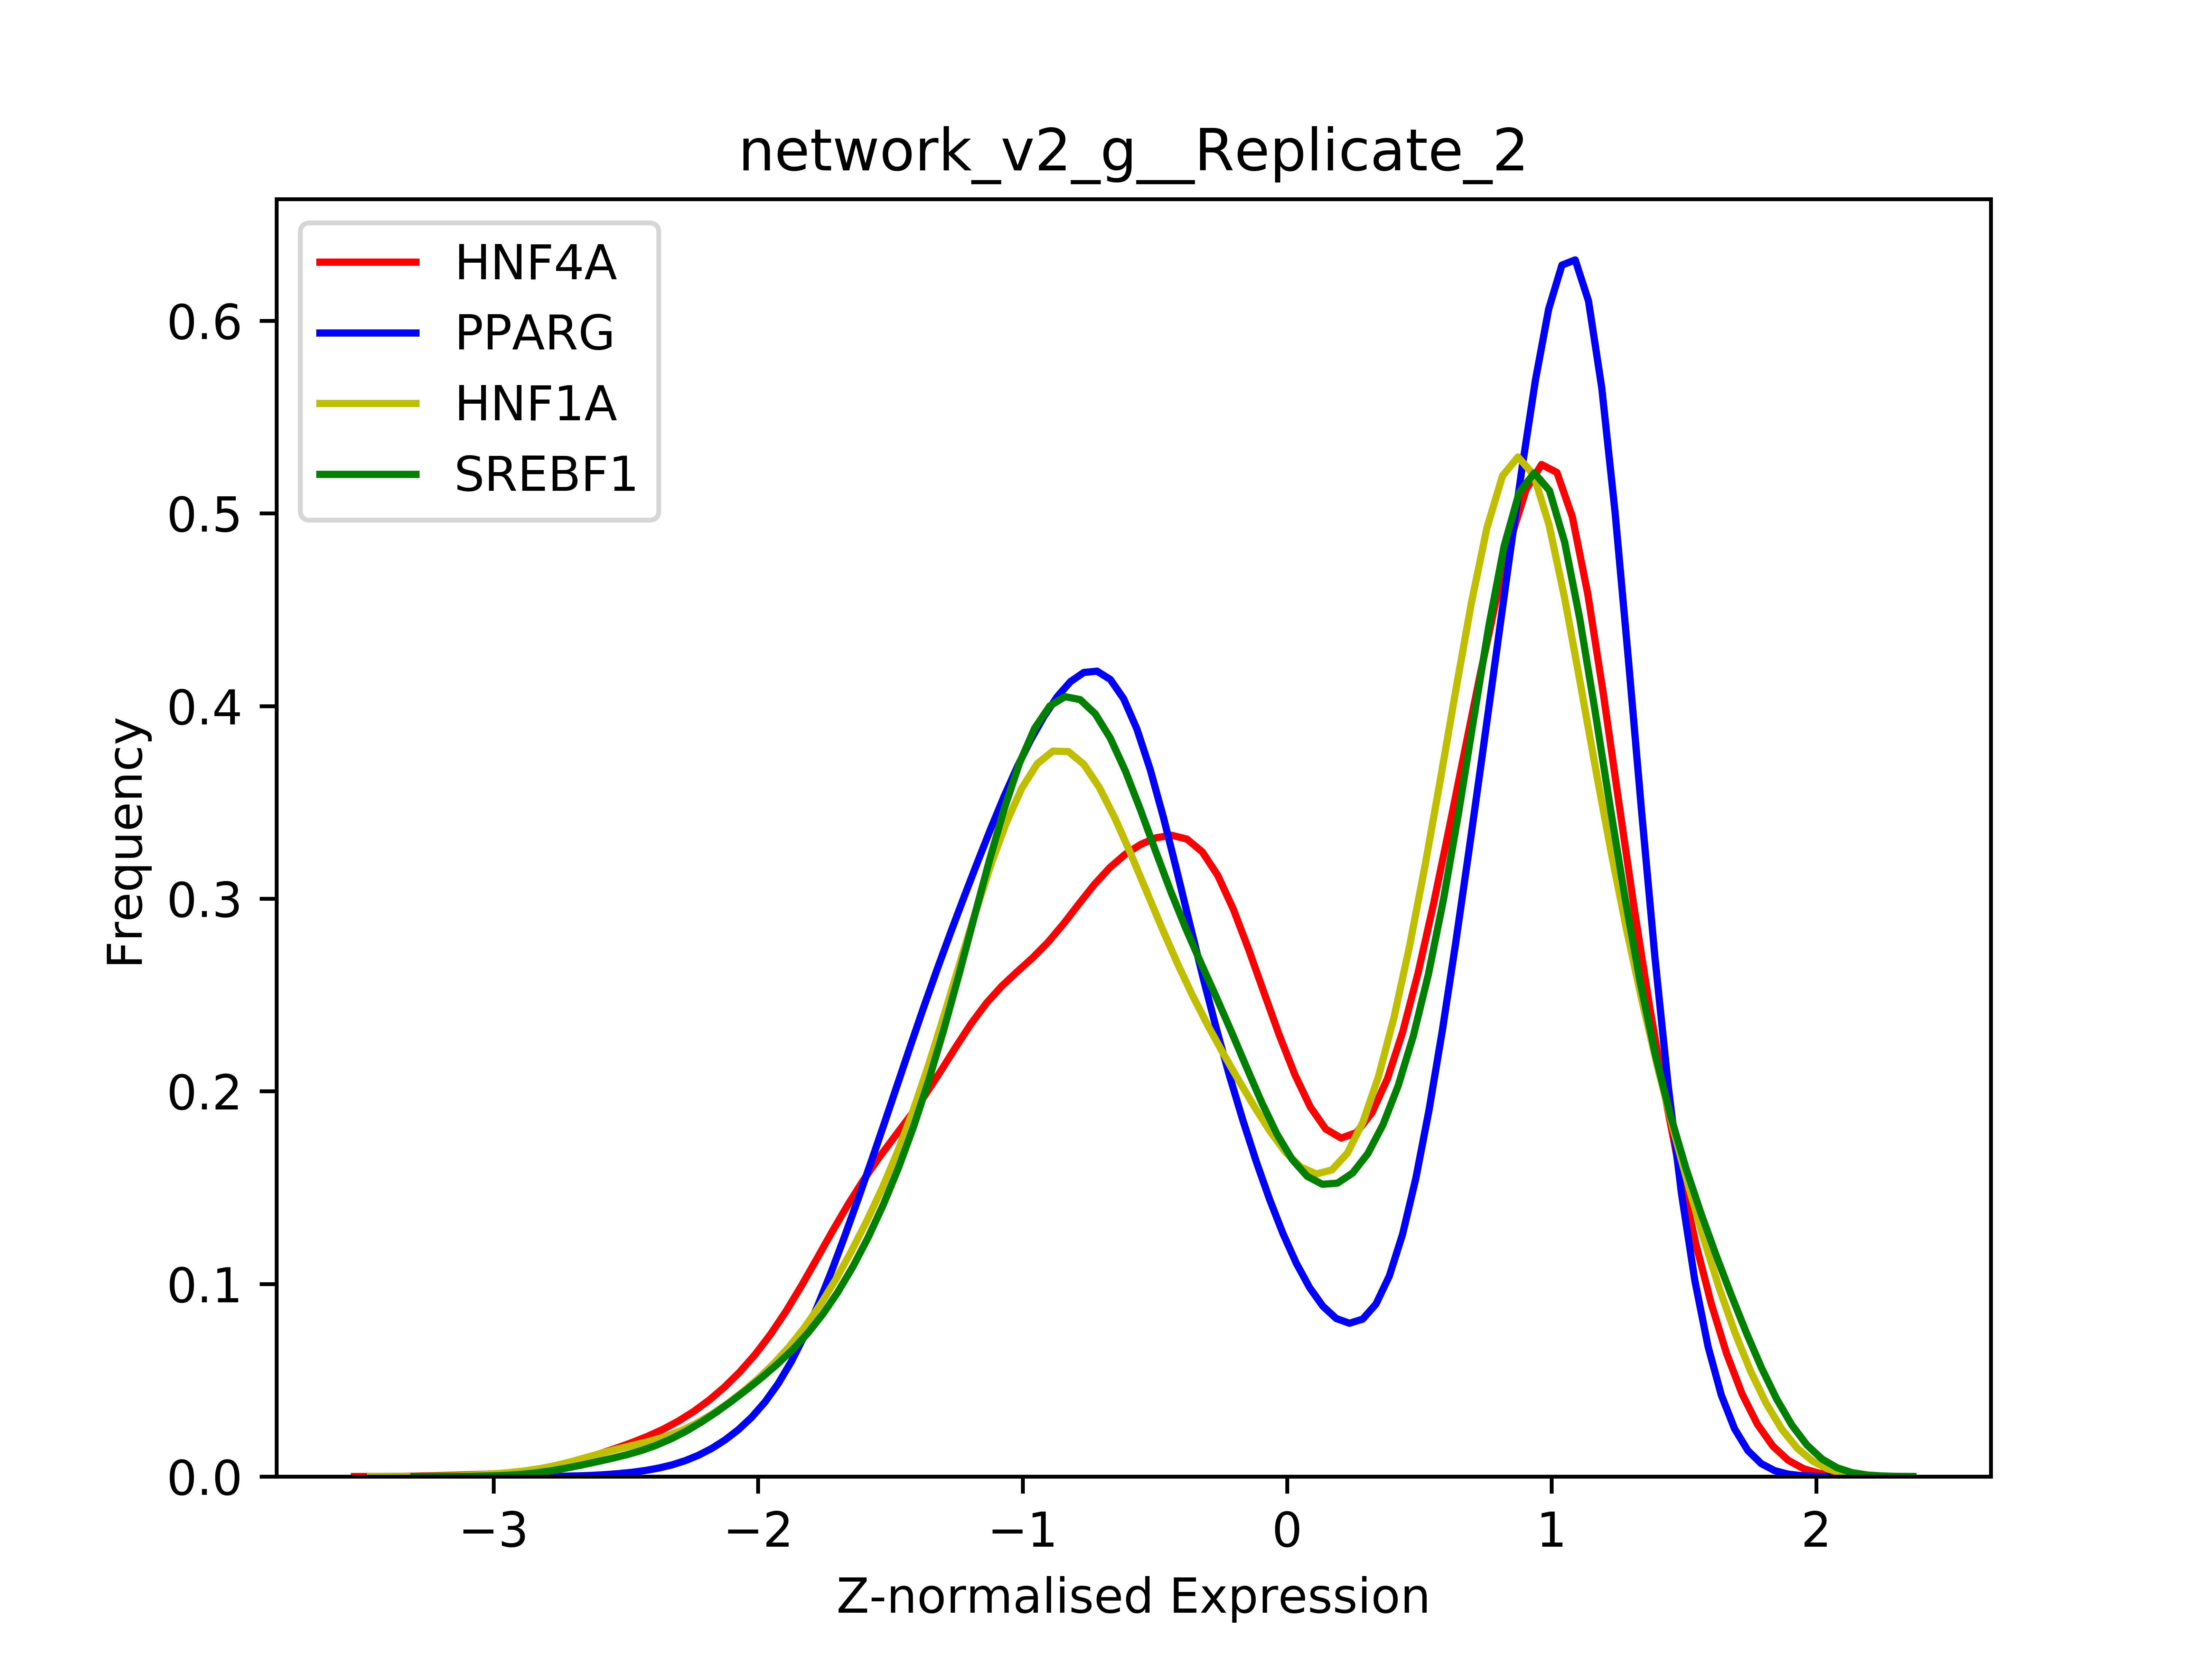 network_v2_g__Replicate_2
HNF4A
PPARG
HNF1A
SREBF1
Frequency
0.6
0.5
0.4
0.3
0.2
0.1
0.0
−3 −2 −1 0 1 2
Z-normalised Expression